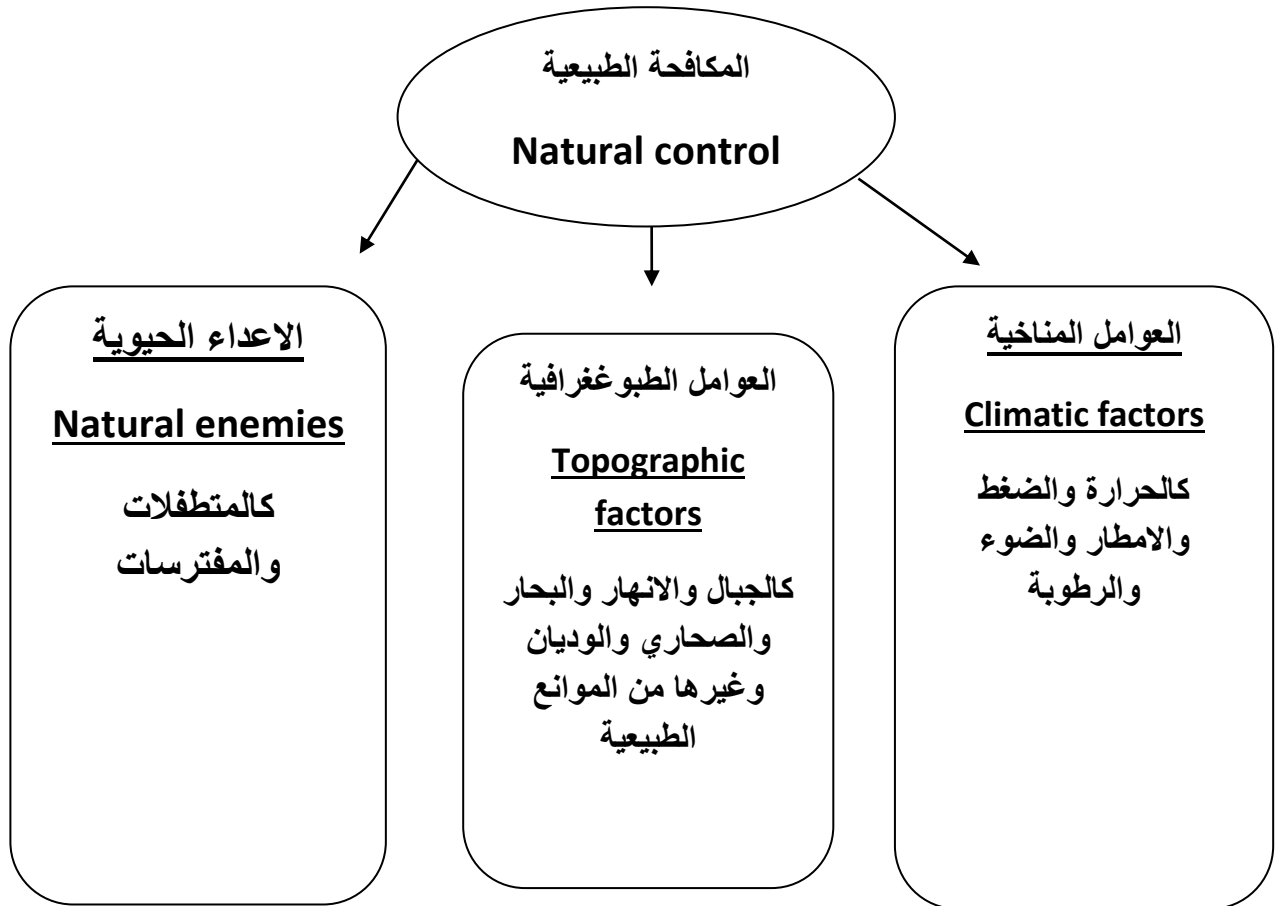 المكافحة الطبيعية
Natural control
العوامل المناخية
Climatic factors
كالحرارة والضغط
والامطار والضوء
والرطوبة
العوامل الطبوغغرافية
Topographic
factors
كالجبال والانهار والبحار
والصحاري والوديان
وغيرها من الموانع
الطبيعية
الاعداء الحيوية
Natural enemies
كالمتطفلات
والمفترسات